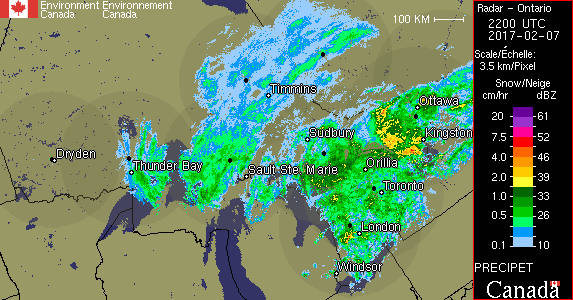 Environment Environnement
Canada Canada
100 KM
Radar - Ontario
2200 UTC
2017-02-07
Scale/Échelle:
3.5 km/Pixel
Snow/Neige
cm/hr dBZ
20 61
7.5 52
4.0 46
2.0 39
1.0 33
0.5 26
0.1 10
PRECIPET
Canada
Timmins
Ottawa
Sudbury
Kingston
Dryden
Thunder Bay
Sault Ste. Marie
Orillia
Toronto
London
Windsor